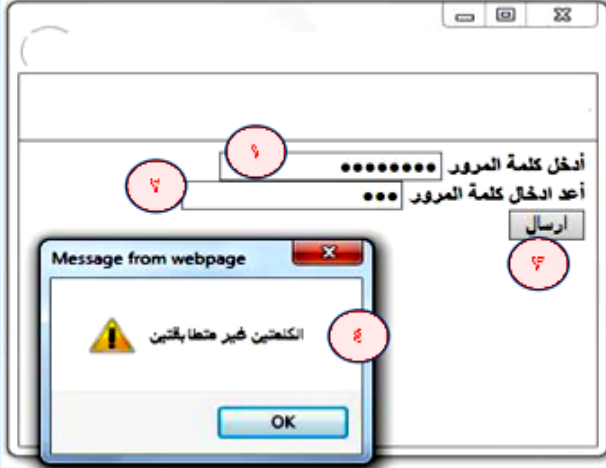 ١
أدخل كلمة المرور
٢
أعد ادخال كلمة المرور
ارسال
٣
Message from webpage
الكلمتين غير متطابقتين
٤
OK